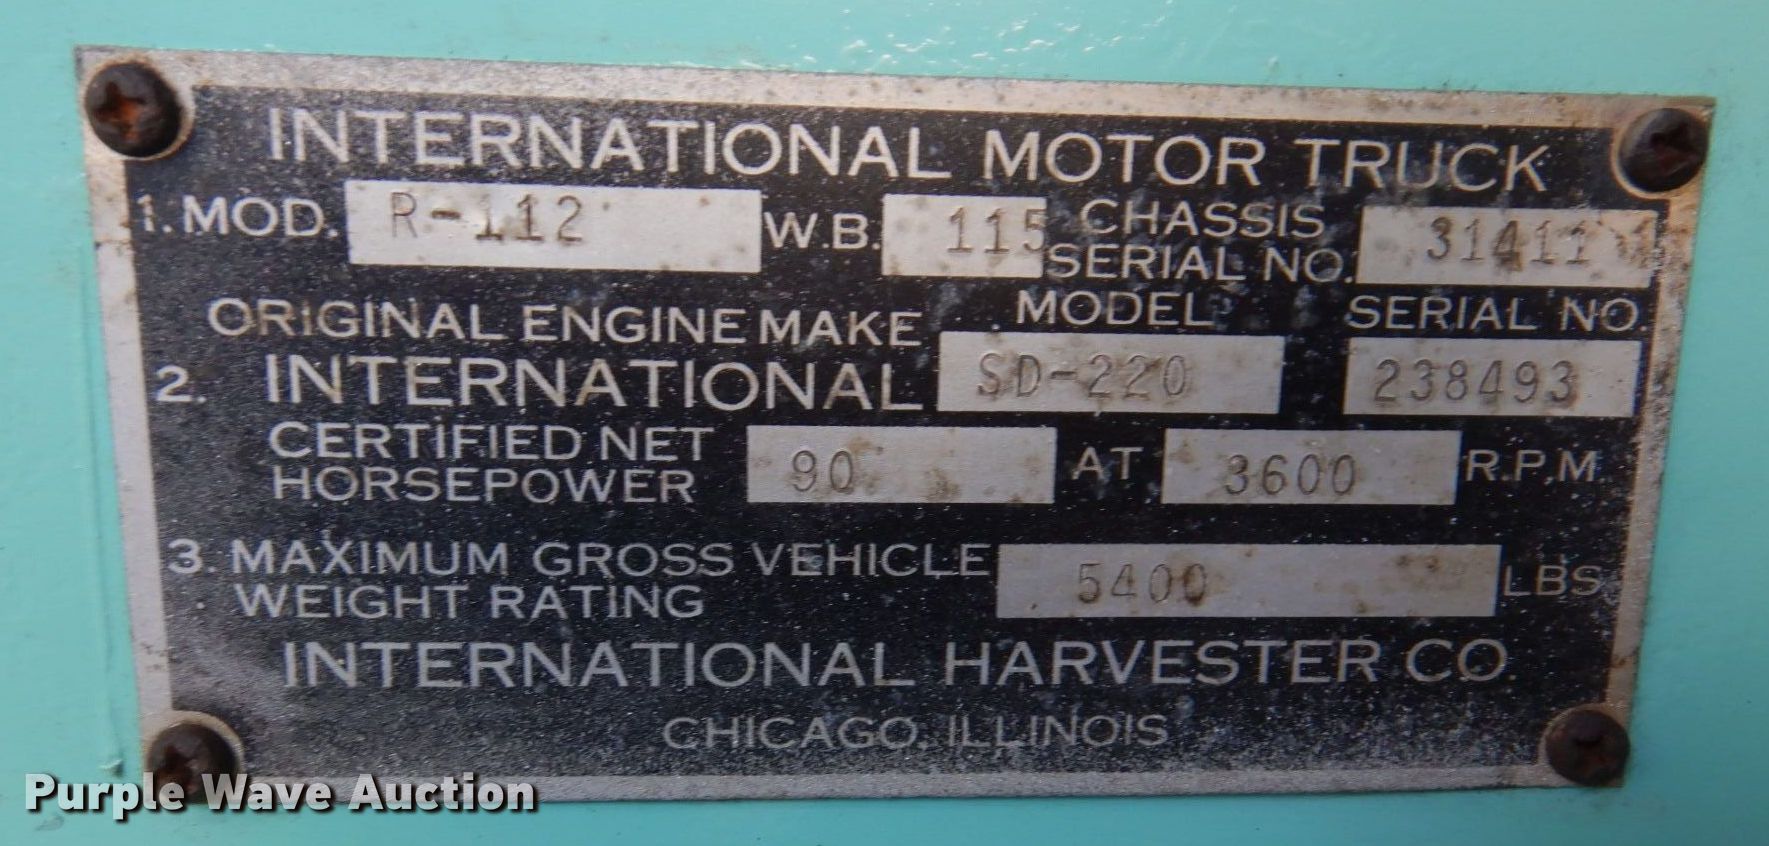 INTERNATIONAL MOTOR TRUCK
1. MOD. R-112 W.B. 115 CHASSIS SERIAL NO. 31411
ORIGINAL ENGINE MAKE MODEL SERIAL NO.
2. INTERNATIONAL SD-220 238493
CERTIFIED NET
HORSEPOWER 90 AT 3600 R.P.M.
3. MAXIMUM GROSS VEHICLE
WEIGHT RATING 5400 LBS
INTERNATIONAL HARVESTER CO.
CHICAGO, ILLINOIS
Purple Wave Auction